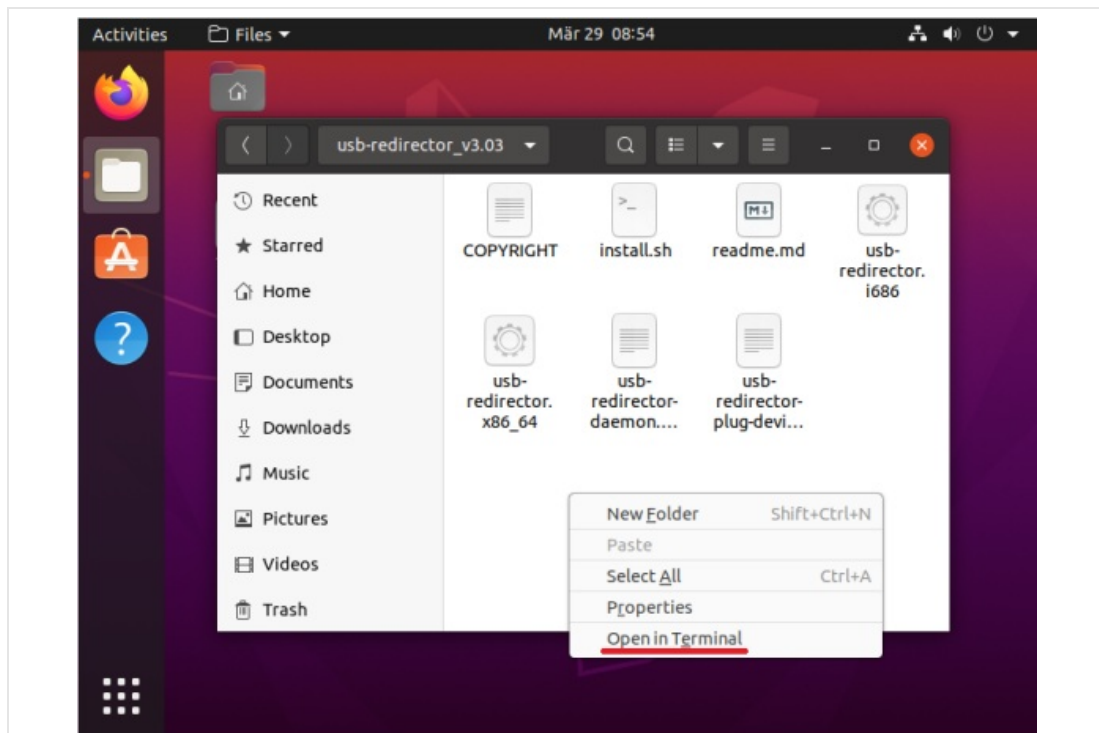 Activities
Files
Mär 29 08:54
usb-redirector_v3.03
Recent
Starred
Home
Desktop
Documents
Downloads
Music
Pictures
Videos
Trash
COPYRIGHT
>_
install.sh
M↓
readme.md
usb-
redirector.
i686
usb-
redirector.
x86_64
usb-
redirector-
daemon....
usb-
redirector-
plug-devi...
New Folder Shift+Ctrl+N
Paste
Select All Ctrl+A
Properties
Open in Terminal